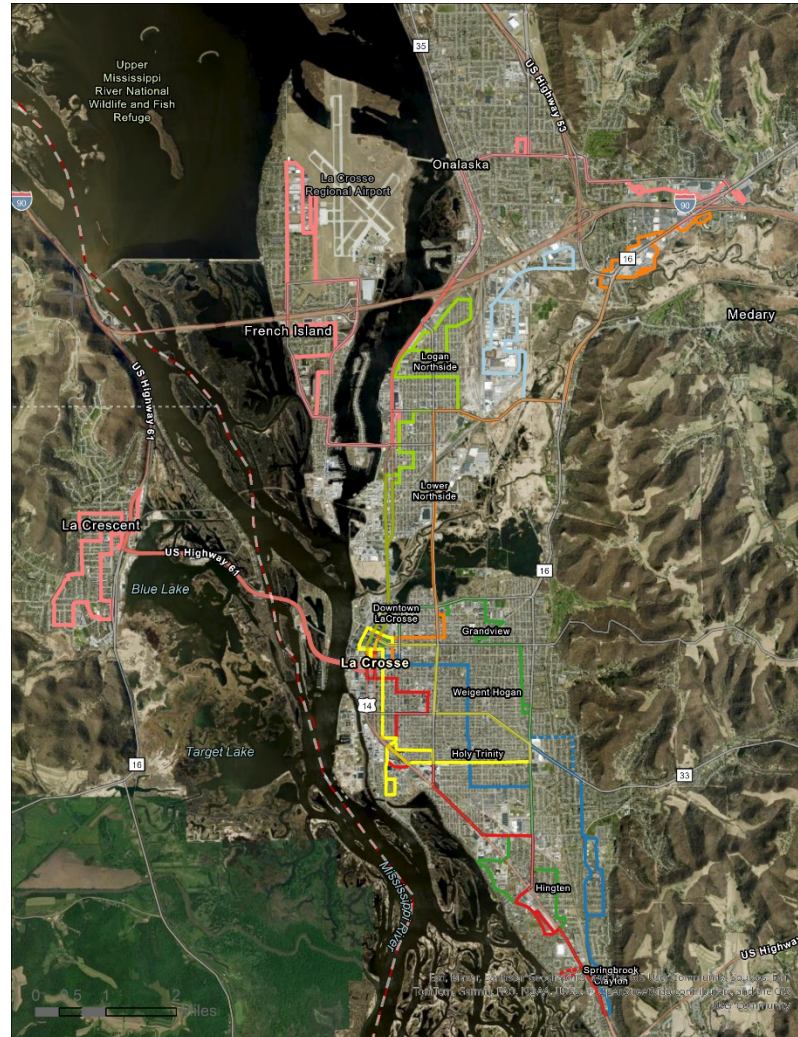 35
US Highway 53
Upper
Mississippi
River National
Wildlife and Fish
Refuge
Onalaska
La Crosse
Regional Airport
90
90
16
Medary
French Island
Logan
Northside
US Highway 61
Lower
Northside
La Crescent
US Highway 61
Blue Lake
16
Downtown
LaCrosse
Grandview
La Crosse
Weigent Hogan
14
Holy Trinity
Target Lake
16
33
Mississippi River
Hington
US Highway
Springbrook
Clayton
0
1
2
Miles